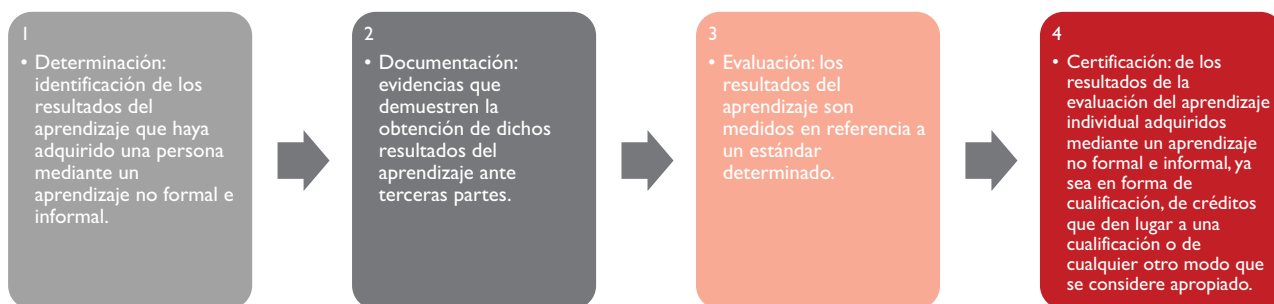 1
• Determinación:
identificación de los
resultados del
aprendizaje que haya
adquirido una persona
mediante un
aprendizaje no formal e
informal.
2
• Documentación:
evidencias que
demuestren la
obtención de dichos
resultados del
aprendizaje ante
terceras partes.
3
• Evaluación: los
resultados del
aprendizaje son
medidos en referencia a
un estándar
determinado.
4
• Certificación: de los
resultados de la
evaluación del aprendizaje
individual adquiridos
mediante un aprendizaje
no formal e informal, ya
sea en forma de
cualificación, de créditos
que den lugar a una
cualificación o de
cualquier otro modo que
se considere apropiado.